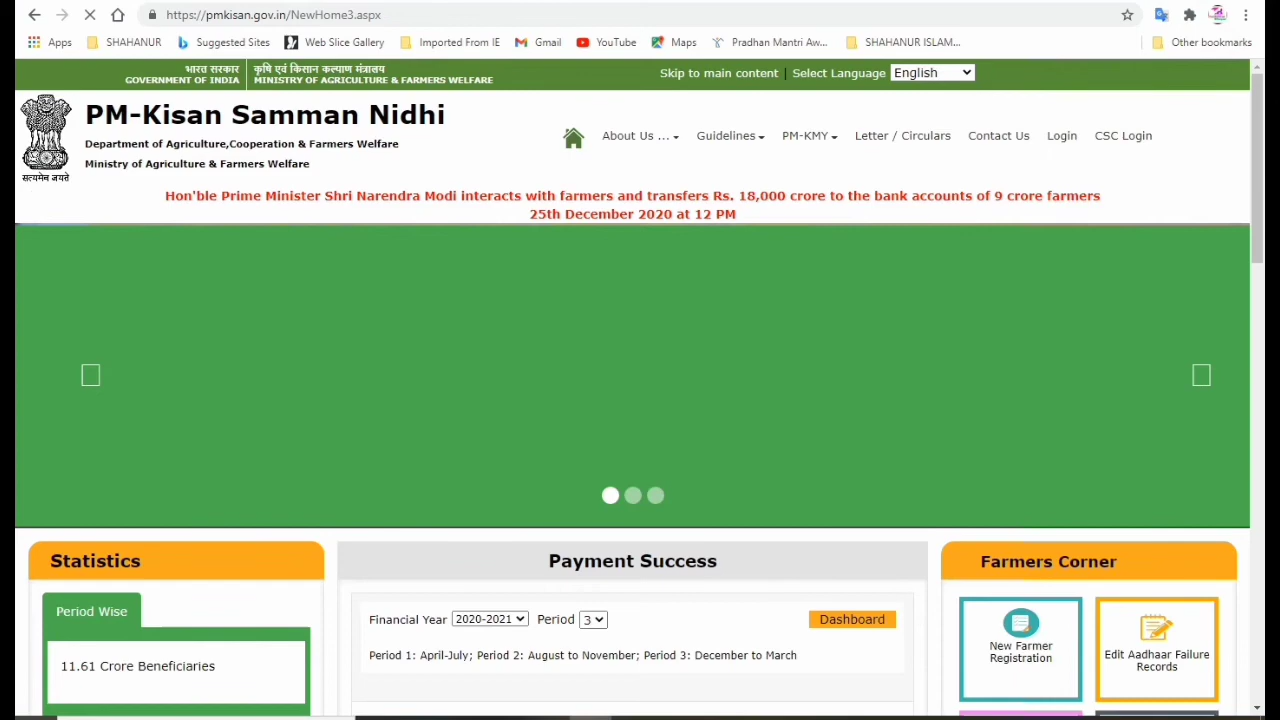 https://pmkisan.gov.in/NewHome3.aspx
Apps SHAHANUR Suggested Sites Web Slice Gallery Imported From IE Gmail YouTube Maps Pradhan Mantri Aw... SHAHANUR ISLAM... Other bookmarks
भारत सरकार
GOVERNMENT OF INDIA
कृषि एवं किसान कल्याण मंत्रालय
MINISTRY OF AGRICULTURE & FARMERS WELFARE
Skip to main content | Select Language English
PM-Kisan Samman Nidhi
Department of Agriculture,Cooperation & Farmers Welfare
Ministry of Agriculture & Farmers Welfare
सत्यमेव जयते
About Us ... Guidelines PM-KMY Letter / Circulars Contact Us Login CSC Login
Hon'ble Prime Minister Shri Narendra Modi interacts with farmers and transfers Rs. 18,000 crore to the bank accounts of 9 crore farmers
25th December 2020 at 12 PM
Statistics
Period Wise
11.61 Crore Beneficiaries
Payment Success
Financial Year 2020-2021 Period 3 Dashboard
Period 1: April-July; Period 2: August to November; Period 3: December to March
Farmers Corner
New Farmer
Registration
Edit Aadhaar Failure
Records